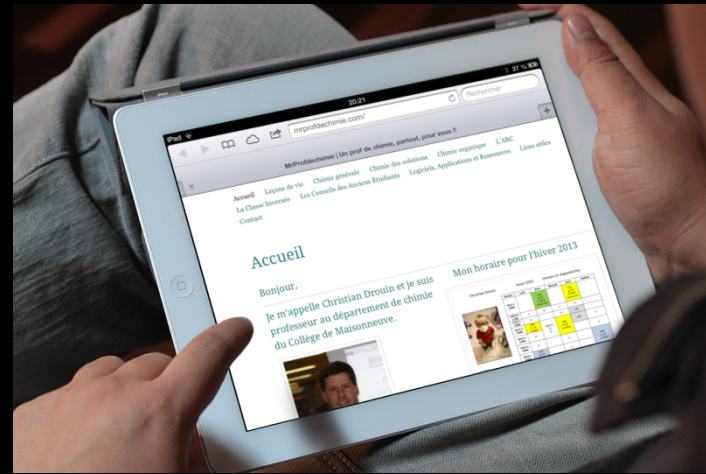 iPad
20:21
37 %
mrprofdechimie.com/
Rechercher
MrProfdechimie | Un prof de chimie, partout, pour vous !!
Accueil Leçons de vie Chimie générale Chimie des solutions Chimie organique L'ARC
La Classe Inversée Les Conseils des Anciens Étudiants Logiciels, Applications et Ressources Liens utiles
Contact
Accueil
Bonjour,
Je m'appelle Christian Drouin et je suis
professeur au département de chimie
du Collège de Maisonneuve.
Mon horaire pour l'hiver 2013
Christian Drouin